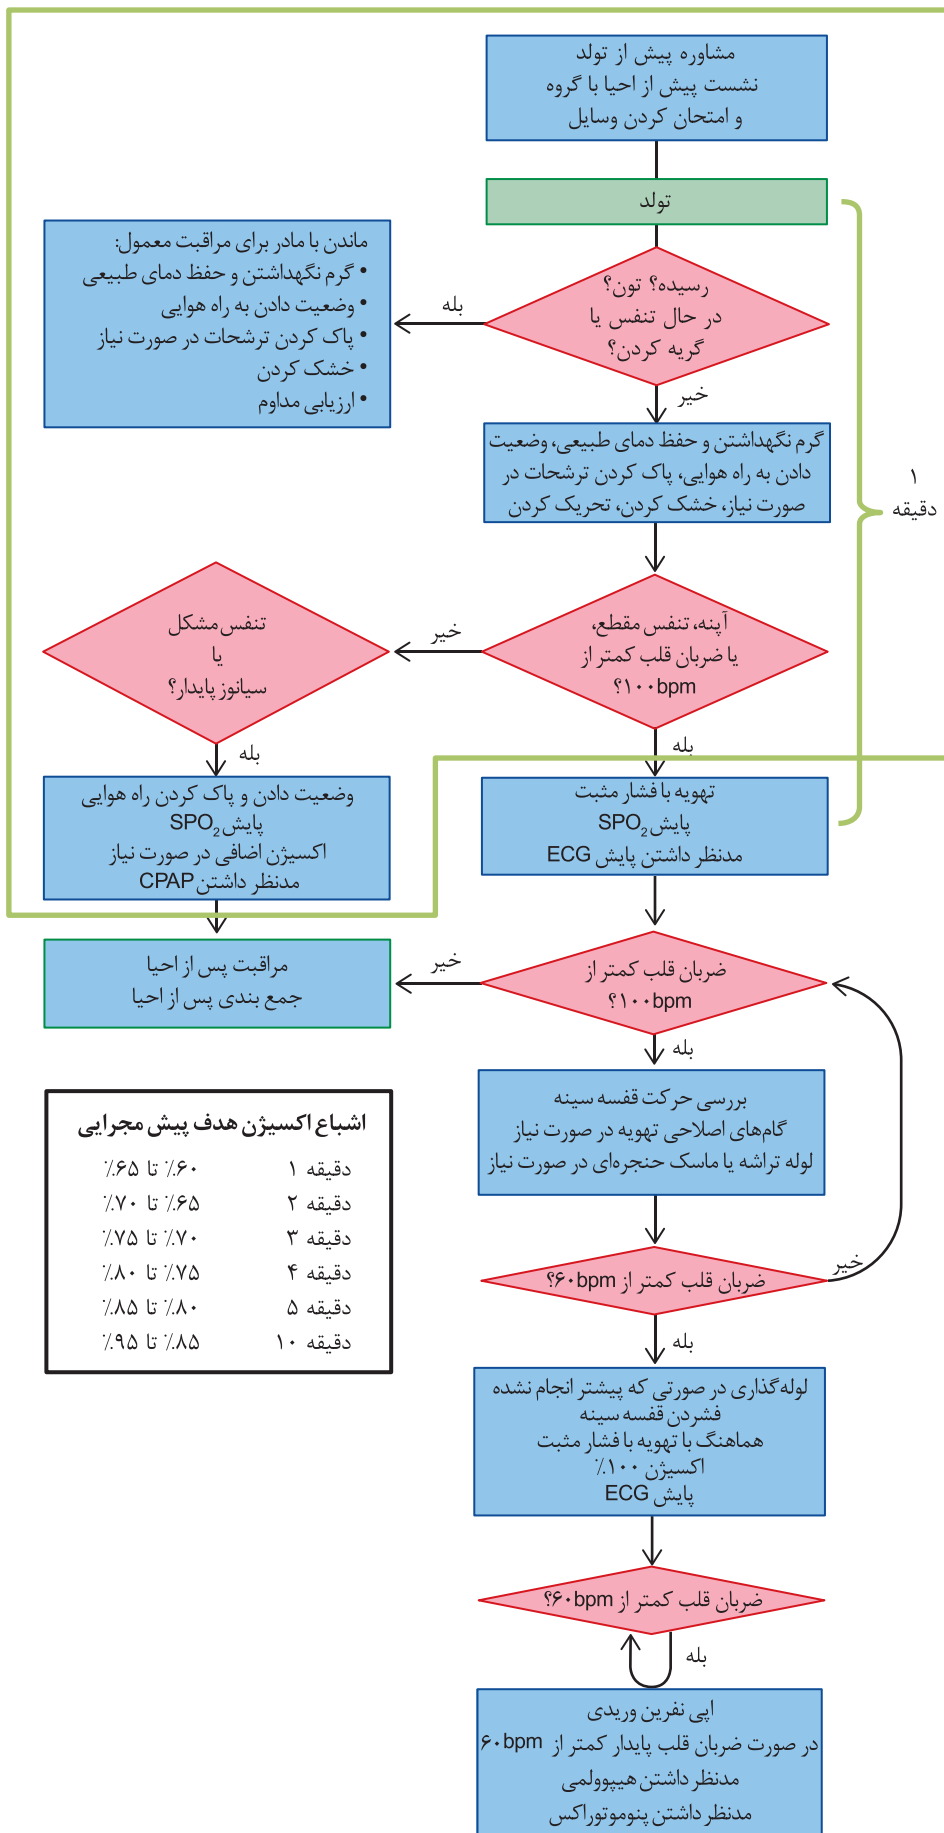 مشاوره پیش از تولد
نشست پیش از احیا با گروه
و امتحان کردن وسایل
تولد
رسیده؟ تون؟
در حال تنفس یا
گریه کردن؟
بله
ماندن با مادر برای مراقبت معمول:
• گرم نگهداشتن و حفظ دمای طبیعی
• وضعیت دادن به راه هوایی
• پاک کردن ترشحات در صورت نیاز
• خشک کردن
• ارزیابی مداوم
خیر
گرم نگهداشتن و حفظ دمای طبیعی، وضعیت
دادن به راه هوایی، پاک کردن ترشحات در
صورت نیاز، خشک کردن، تحریک کردن
۱
دقیقه
آپنه، تنفس مقطع،
یا ضربان قلب کمتر از
۱۰۰bpm؟
خیر
تنفس مشکل
یا
سیانوز پایدار؟
بله
بله
تهویه با فشار مثبت
پایش SPO₂
مدنظر داشتن پایش ECG
وضعیت دادن و پاک کردن راه هوایی
پایش SPO₂
اکسیژن اضافی در صورت نیاز
مدنظر داشتن CPAP
ضربان قلب کمتر از
۱۰۰bpm؟
خیر
مراقبت پس از احیا
جمع بندی پس از احیا
بله
بررسی حرکت قفسه سینه
گام‌های اصلاحی تهویه در صورت نیاز
لوله تراشه یا ماسک حنجره‌ای در صورت نیاز
ضربان قلب کمتر از ۶۰bpm؟
خیر
بله
اشباع اکسیژن هدف پیش مجرایی
دقیقه ۱ ۶۰٪ تا ۶۵٪
دقیقه ۲ ۶۵٪ تا ۷۰٪
دقیقه ۳ ۷۰٪ تا ۷۵٪
دقیقه ۴ ۷۵٪ تا ۸۰٪
دقیقه ۵ ۸۰٪ تا ۸۵٪
دقیقه ۱۰ ۸۵٪ تا ۹۵٪
لوله‌گذاری در صورتی که پیشتر انجام نشده
فشردن قفسه سینه
هماهنگ با تهویه با فشار مثبت
اکسیژن ۱۰۰٪
پایش ECG
ضربان قلب کمتر از ۶۰bpm؟
بله
اپی نفرین وریدی
در صورت ضربان قلب پایدار کمتر از ۶۰bpm
مدنظر داشتن هیپوولمی
مدنظر داشتن پنوموتوراکس